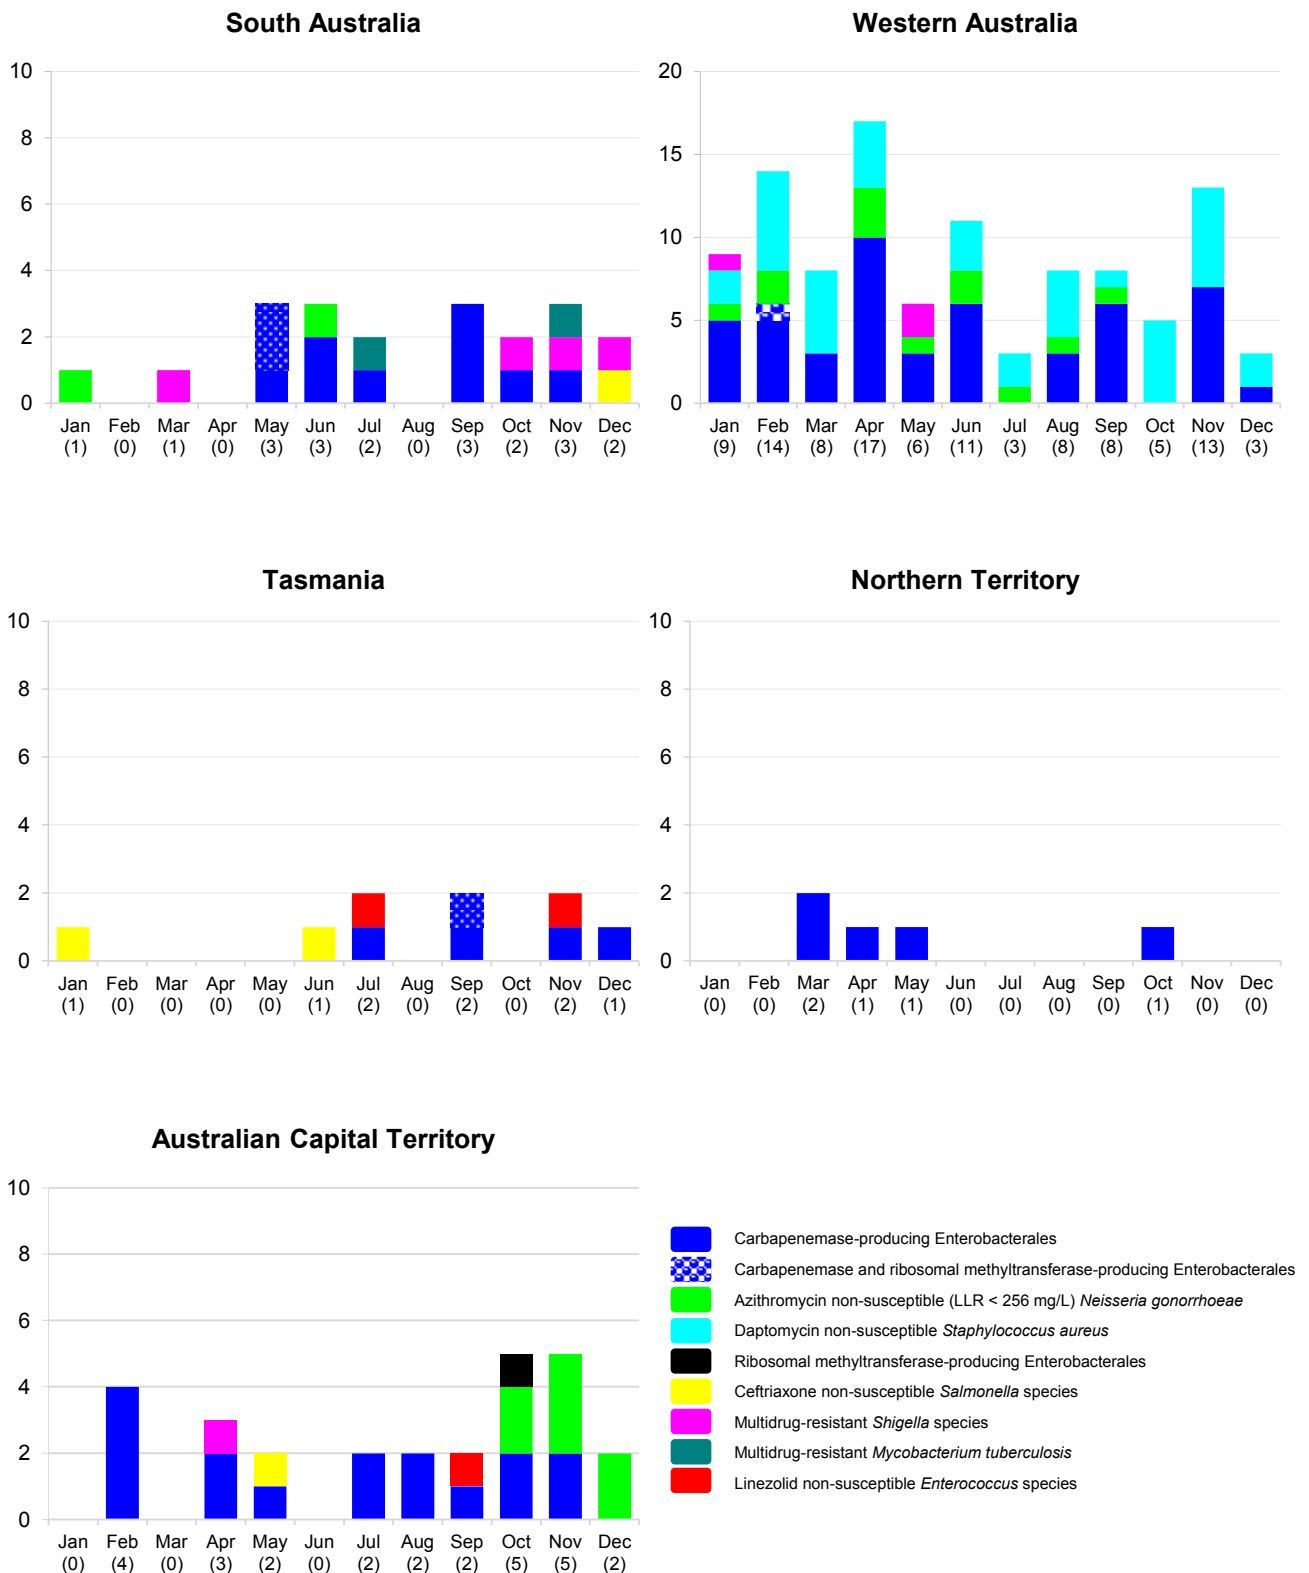 South Australia
10
8
6
4
2
0
Jan Feb Mar Apr May Jun Jul Aug Sep Oct Nov Dec
(1) (0) (1) (0) (3) (3) (2) (0) (3) (2) (3) (2)
Western Australia
20
15
10
5
0
Jan Feb Mar Apr May Jun Jul Aug Sep Oct Nov Dec
(9) (14) (8) (17) (6) (11) (3) (8) (8) (5) (13) (3)
Tasmania
10
8
6
4
2
0
Jan Feb Mar Apr May Jun Jul Aug Sep Oct Nov Dec
(1) (0) (0) (0) (0) (1) (2) (0) (2) (0) (2) (1)
Northern Territory
10
8
6
4
2
0
Jan Feb Mar Apr May Jun Jul Aug Sep Oct Nov Dec
(0) (0) (2) (1) (1) (0) (0) (0) (0) (1) (0) (0)
Australian Capital Territory
10
8
6
4
2
0
Jan Feb Mar Apr May Jun Jul Aug Sep Oct Nov Dec
(0) (4) (0) (3) (2) (0) (2) (2) (2) (5) (5) (2)
Carbapenemase-producing Enterobacterales
Carbapenemase and ribosomal methyltransferase-producing Enterobacterales
Azithromycin non-susceptible (LLR < 256 mg/L) Neisseria gonorrhoeae
Daptomycin non-susceptible Staphylococcus aureus
Ribosomal methyltransferase-producing Enterobacterales
Ceftriaxone non-susceptible Salmonella species
Multidrug-resistant Shigella species
Multidrug-resistant Mycobacterium tuberculosis
Linezolid non-susceptible Enterococcus species